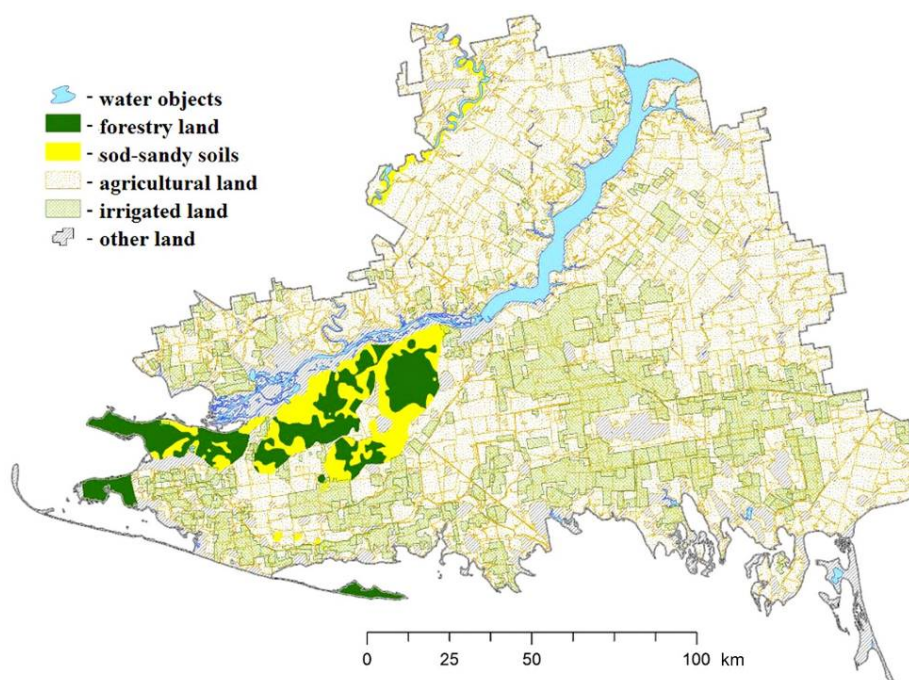 - water objects
- forestry land
- sod-sandy soils
- agricultural land
- irrigated land
- other land
0 25 50 100 km